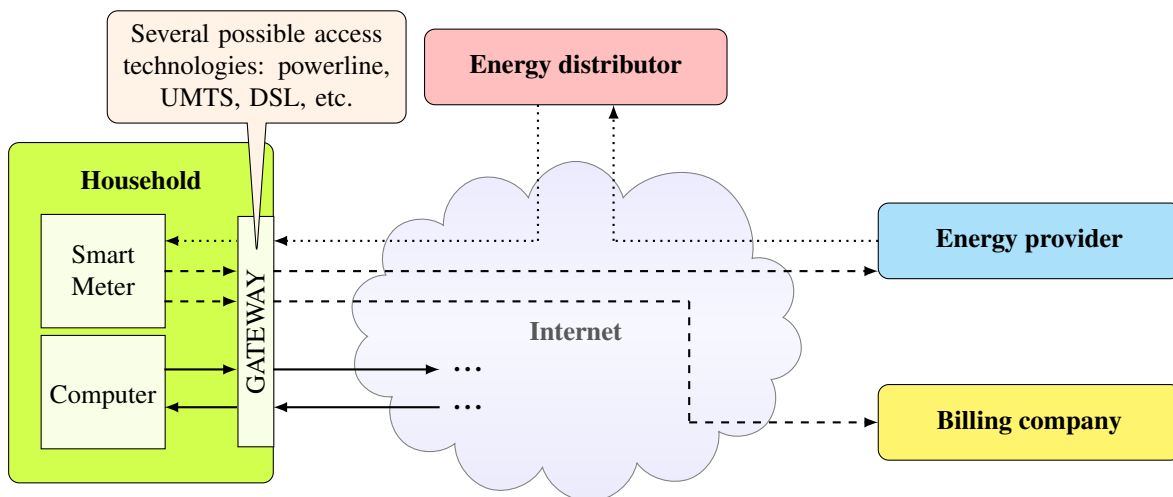 Several possible access
technologies: powerline,
UMTS, DSL, etc.
Energy distributor
Household
Smart
Meter
GATEWAY
Computer
Internet
...
...
Energy provider
Billing company